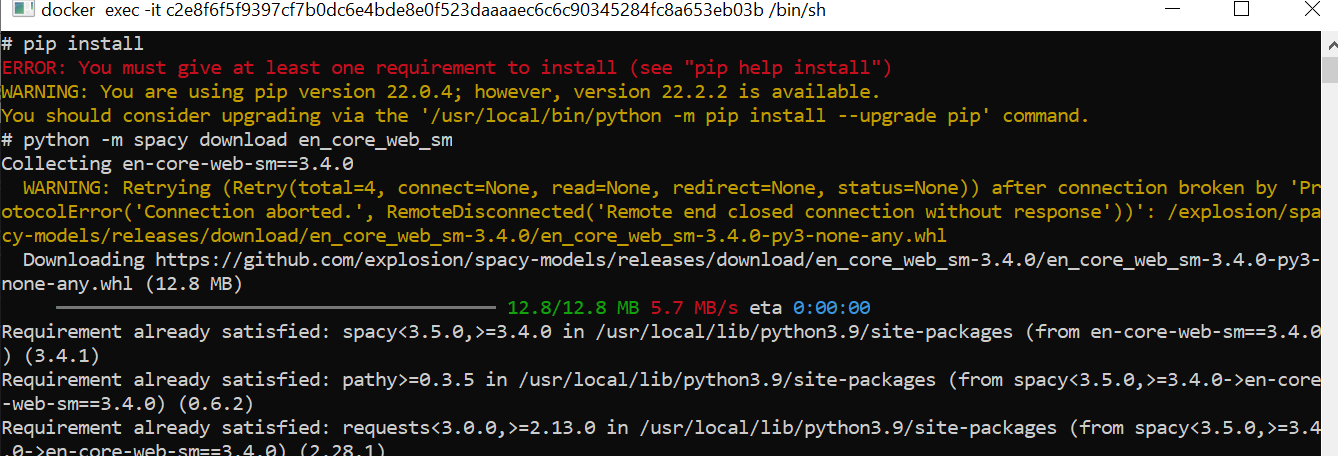 docker exec -it c2e8f6f5f9397cf7b0dc6e4bde8e0f523daaaaec6c6c90345284fc8a653eb03b /bin/sh
# pip install
ERROR: You must give at least one requirement to install (see "pip help install")
WARNING: You are using pip version 22.0.4; however, version 22.2.2 is available.
You should consider upgrading via the '/usr/local/bin/python -m pip install --upgrade pip' command.
# python -m spacy download en_core_web_sm
Collecting en-core-web-sm==3.4.0
  WARNING: Retrying (Retry(total=4, connect=None, read=None, redirect=None, status=None)) after connection broken by 'Pr
otocolError('Connection aborted.', RemoteDisconnected('Remote end closed connection without response'))': /explosion/spa
cy-models/releases/download/en_core_web_sm-3.4.0/en_core_web_sm-3.4.0-py3-none-any.whl
  Downloading https://github.com/explosion/spacy-models/releases/download/en_core_web_sm-3.4.0/en_core_web_sm-3.4.0-py3-
none-any.whl (12.8 MB)
12.8/12.8 MB 5.7 MB/s eta 0:00:00
Requirement already satisfied: spacy<3.5.0,>=3.4.0 in /usr/local/lib/python3.9/site-packages (from en-core-web-sm==3.4.0
) (3.4.1)
Requirement already satisfied: pathy>=0.3.5 in /usr/local/lib/python3.9/site-packages (from spacy<3.5.0,>=3.4.0->en-core
-web-sm==3.4.0) (0.6.2)
Requirement already satisfied: requests<3.0.0,>=2.13.0 in /usr/local/lib/python3.9/site-packages (from spacy<3.5.0,>=3.4
.0->en-core-web-sm==3.4.0) (2.28.1)